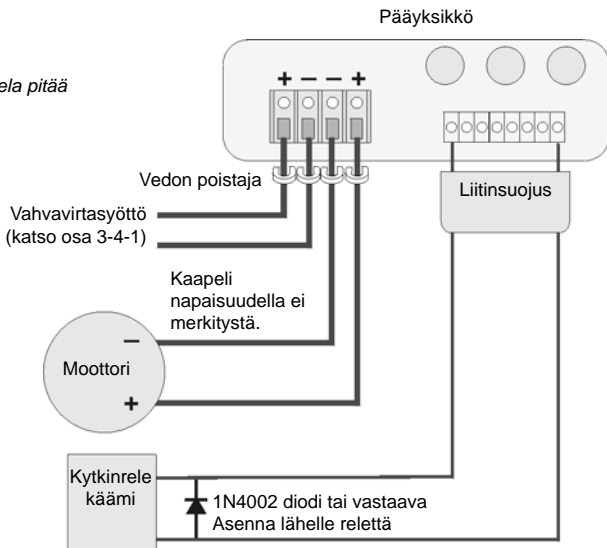 Pääyksikkö
ela pitää
+ − − +
Vedon poistaja
Liitinsuojus
Vahvavirtasyöttö
(katso osa 3-4-1)
Kaapeli
napaisuudella ei
merkitystä.
−
Moottori
+
Kytkinrele
käämi
1N4002 diodi tai vastaava
Asenna lähelle relettä